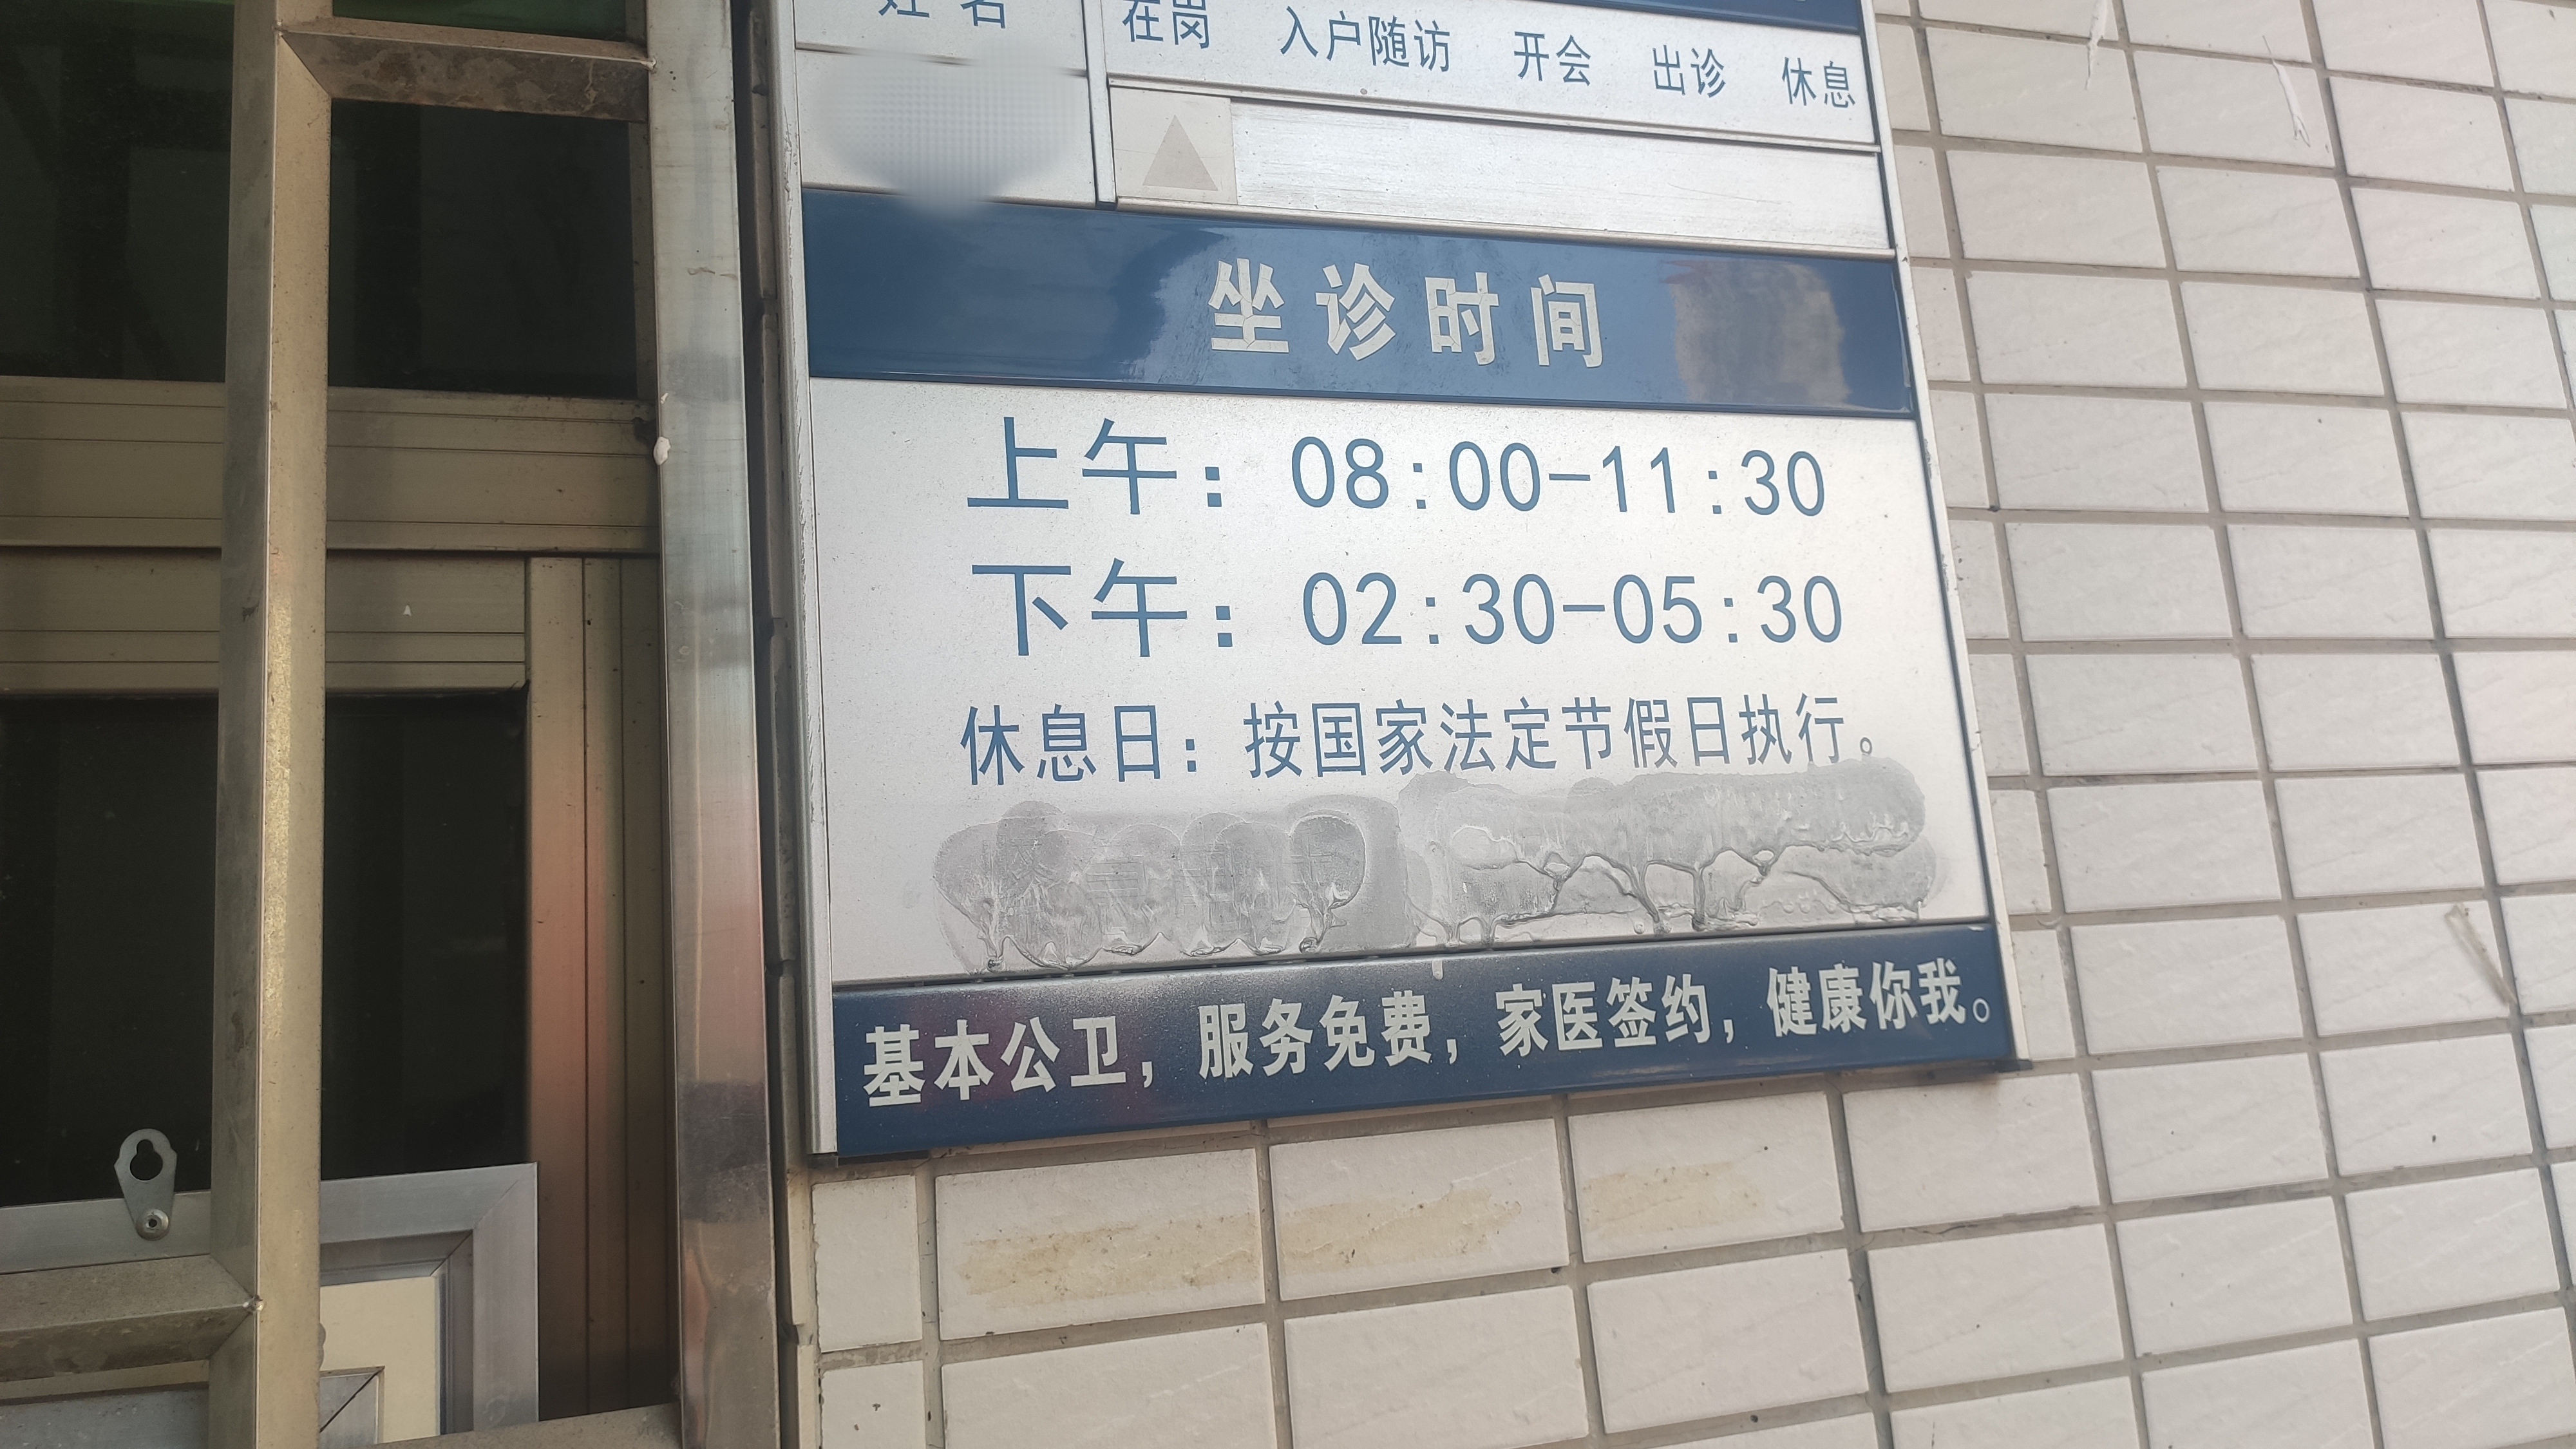 姓名 在岗 入户随访 开会 出诊 休息
坐诊时间
上午：08:00-11:30
下午：02:30-05:30
休息日：按国家法定节假日执行。
基本公卫，服务免费，家医签约，健康你我。